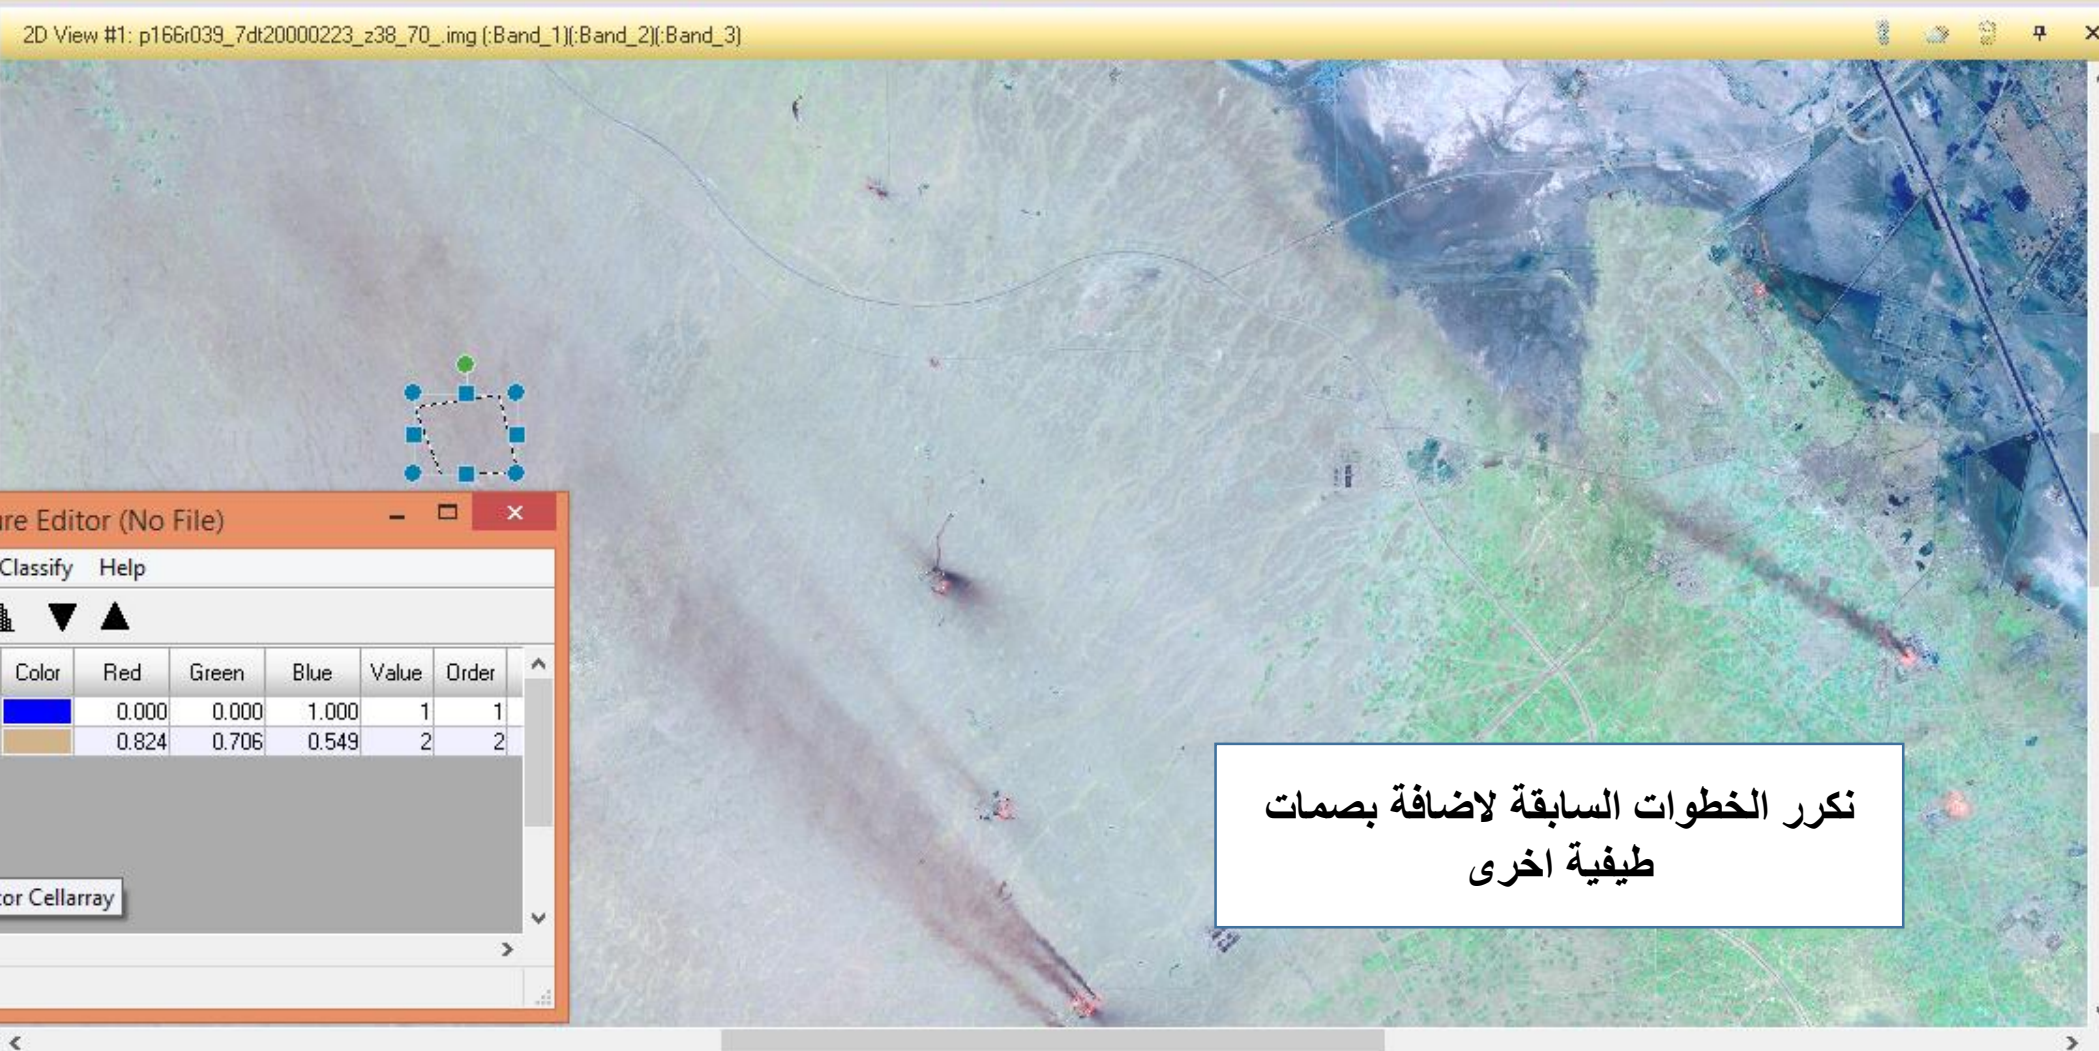 2D View #1: p166r039_7dt20000223_z38_70_.img (:Band_1)(:Band_2)(:Band_3)
ure Editor (No File)
Classify Help
Color Red Green Blue Value Order
0.000 0.000 1.000 1 1
0.824 0.706 0.549 2 2
tor Cellarray
نكرر الخطوات السابقة لاضافة بصمات
طيفية اخرى